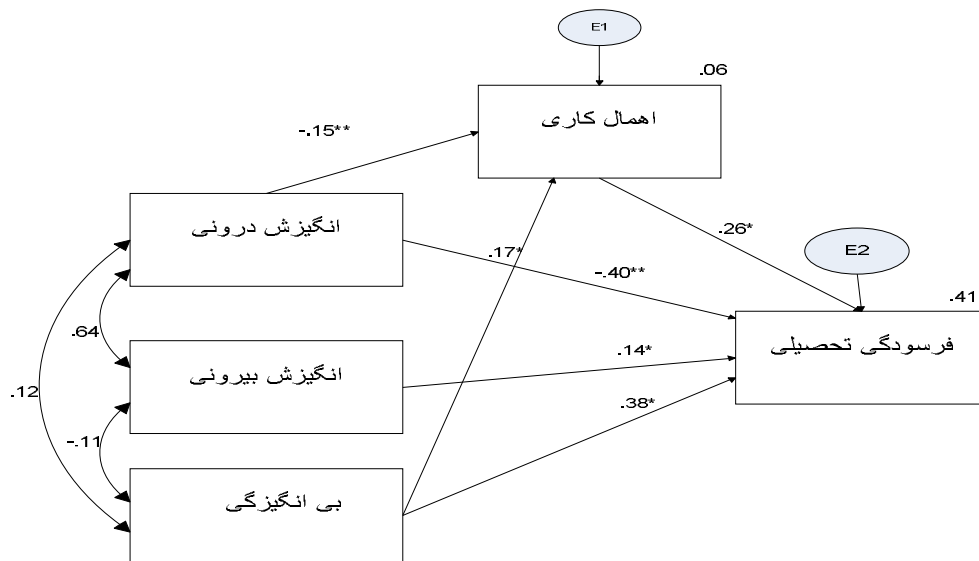 E1
.06
اهمال کاری
-.15**
انگیزش درونی
.17*
.26*
-.40**
E2
.41
فرسودگی تحصیلی
.64
انگیزش بیرونی
.14*
.12
.38*
-.11
بی انگیزگی